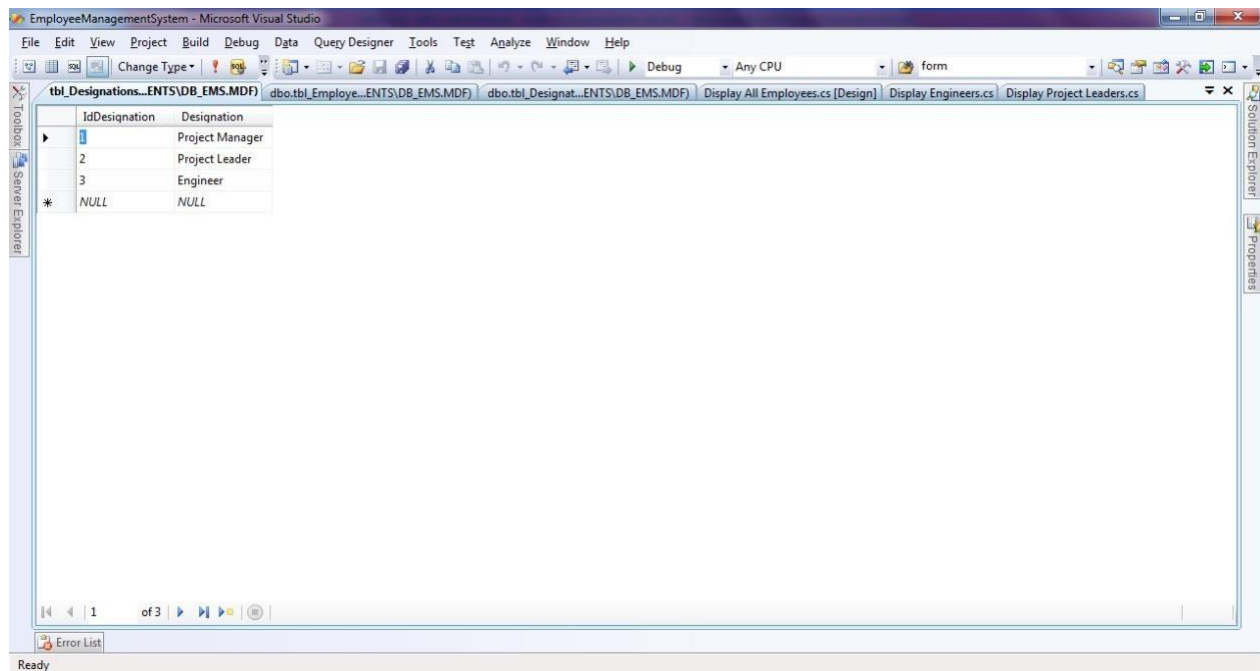 EmployeeManagementSystem - Microsoft Visual Studio
File Edit View Project Build Debug Data Query Designer Tools Test Analyze Window Help
SQL Change Type SQL Debug Any CPU form
tbl_Designations...ENTS\DB_EMS.MDF) dbo.tbl_Employe...ENTS\DB_EMS.MDF) dbo.tbl_Designat...ENTS\DB_EMS.MDF) Display All Employees.cs [Design] Display Engineers.cs Display Project Leaders.cs
Toolbox
Server Explorer
IdDesignation Designation
1 Project Manager
2 Project Leader
3 Engineer
NULL NULL
Solution Explorer
Properties
1 of 3
Error List
Ready